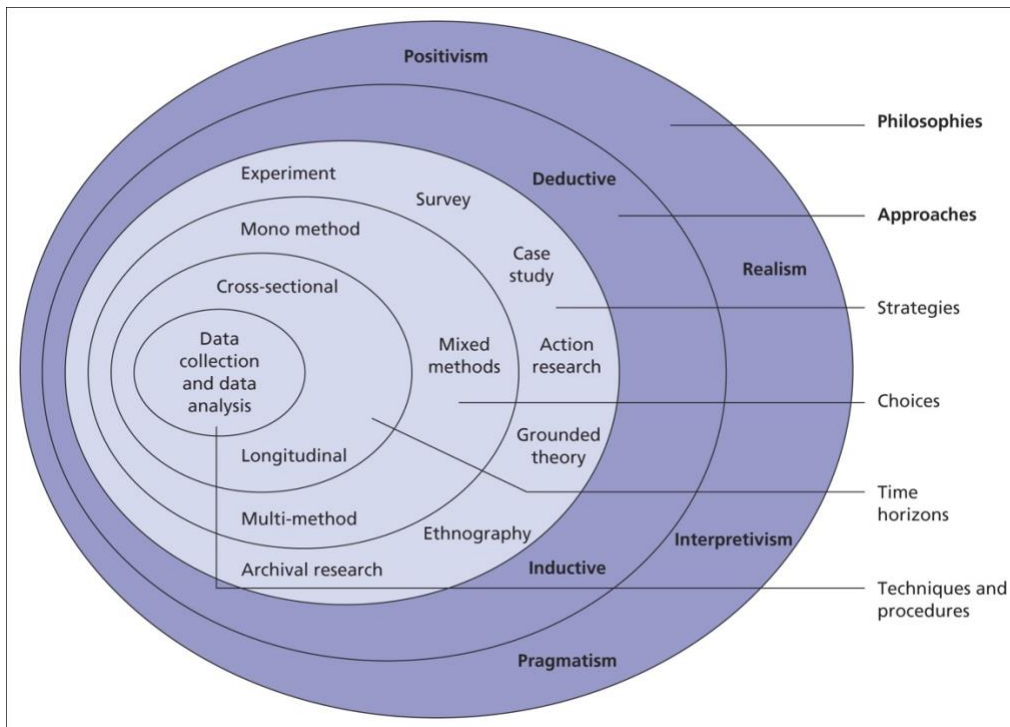 Positivism
Philosophies
Experiment
Deductive
Survey
Approaches
Mono method
Case
study
Realism
Cross-sectional
Strategies
Data
collection
and data
analysis
Mixed
methods
Action
research
Choices
Grounded
theory
Longitudinal
Time
horizons
Multi-method
Ethnography
Interpretivism
Archival research
Inductive
Techniques and
procedures
Pragmatism